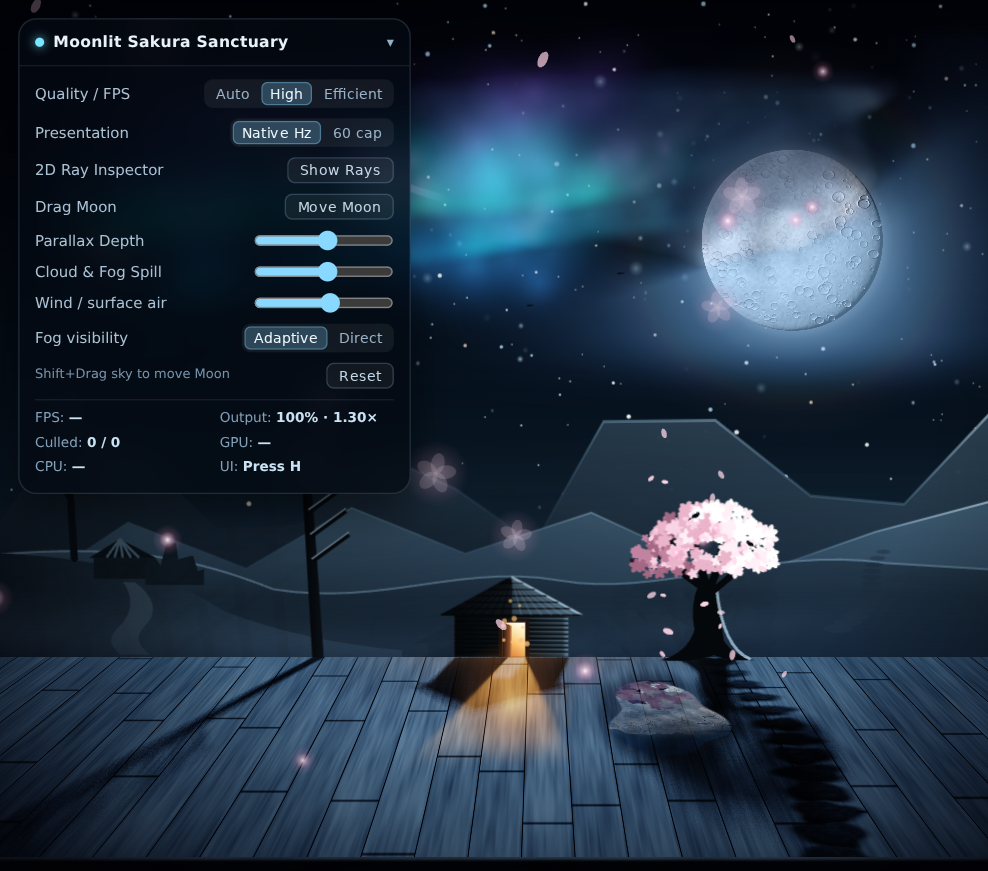 Moonlit Sakura Sanctuary ▾
Quality / FPS Auto High Efficient
Presentation Native Hz 60 cap
2D Ray Inspector Show Rays
Drag Moon Move Moon
Parallax Depth
Cloud & Fog Spill
Wind / surface air
Fog visibility Adaptive Direct
Shift+Drag sky to move Moon Reset
FPS: — Output: 100% · 1.30×
Culled: 0 / 0 GPU: —
CPU: — UI: Press H